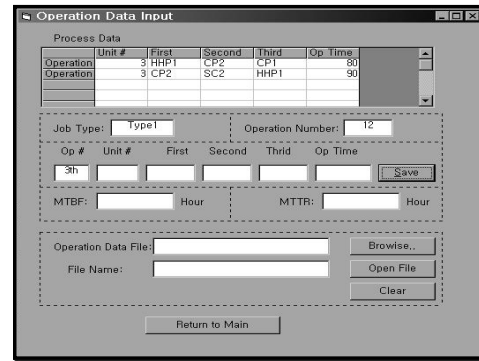 Operation Data Input
Process Data
Unit # First Second Third Op Time
Operation 3 HHP1 CP2 CP1 80
Operation 3 CP2 SC2 HHP1 90
Job Type: Type1 Operation Number: 12
Op # Unit # First Second Thrid Op Time
3th Save
MTBF: Hour MTTR: Hour
Operation Data File: Browse,,
File Name: Open File
Clear
Return to Main